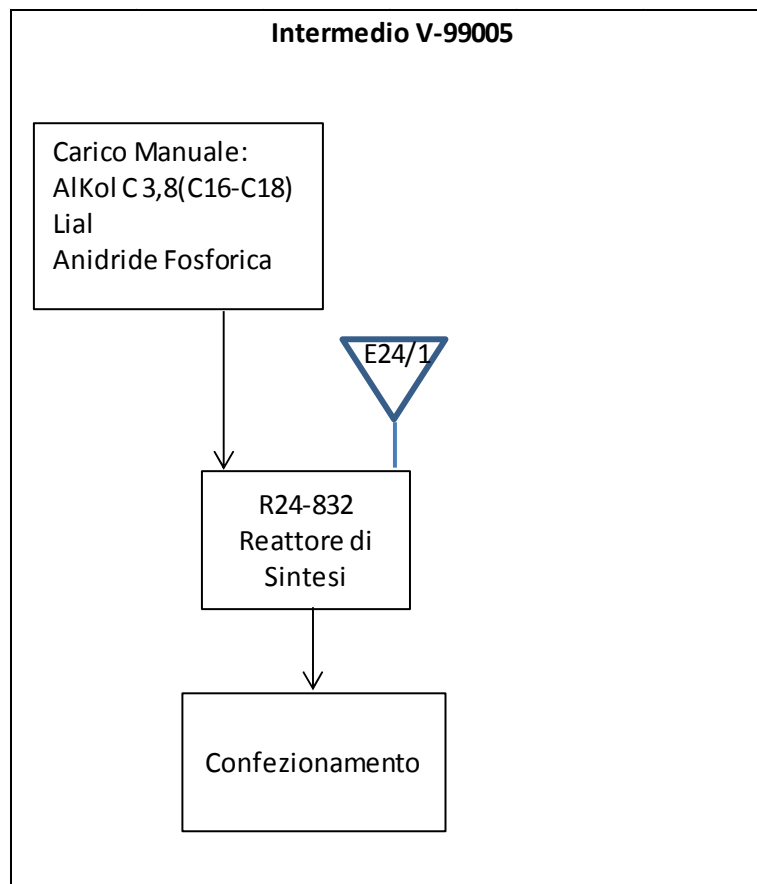 Intermedio V-99005
Carico Manuale:
AlKol C 3,8(C16-C18)
Lial
Anidride Fosforica
E24/1
R24-832
Reattore di
Sintesi
Confezionamento